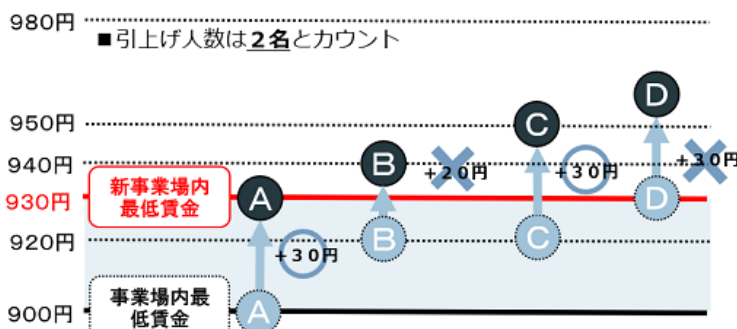 980円
■引上げ人数は2名とカウント
950円
940円
930円
920円
900円
新事業場内
最低賃金
事業場内最
低賃金
A
+30円
A
B
+20円
B
C
+30円
C
D
+30円
D